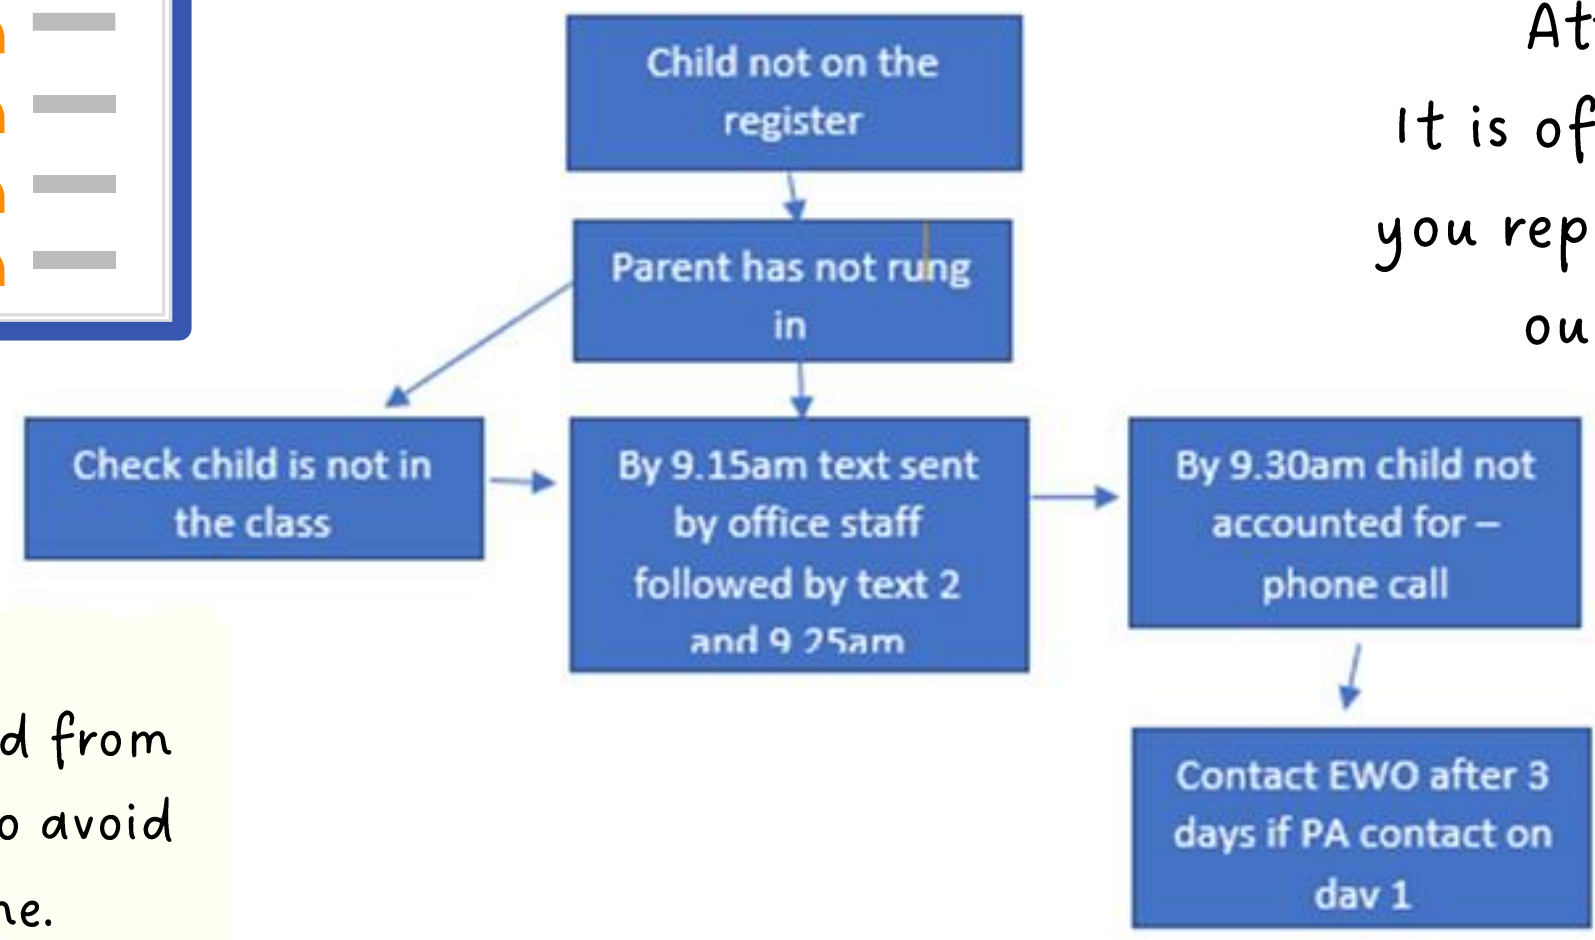 Child not on the
register
Parent has not rung
in
Check child is not in
the class
By 9.15am text sent
by office staff
followed by text 2
and 9 25am
By 9.30am child not
accounted for –
phone call
Contact EWO after 3
days if PA contact on
day 1
It is of
you rep
ou
d from
o avoid